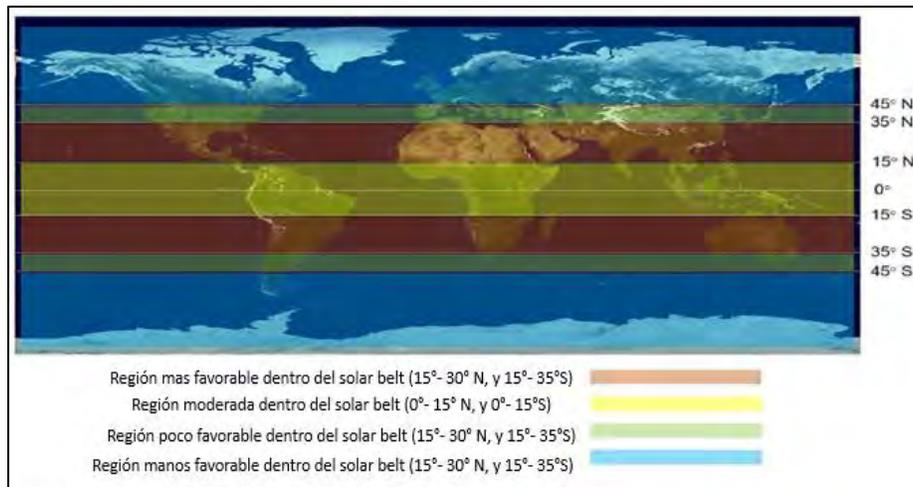 45° N
35° N
15° N
0°
15° S
35° S
45° S
Región mas favorable dentro del solar belt (15°- 30° N, y 15°- 35°S)
Región moderada dentro del solar belt (0°- 15° N, y 0°- 15°S)
Región poco favorable dentro del solar belt (15°- 30° N, y 15°- 35°S)
Región manos favorable dentro del solar belt (15°- 30° N, y 15°- 35°S)